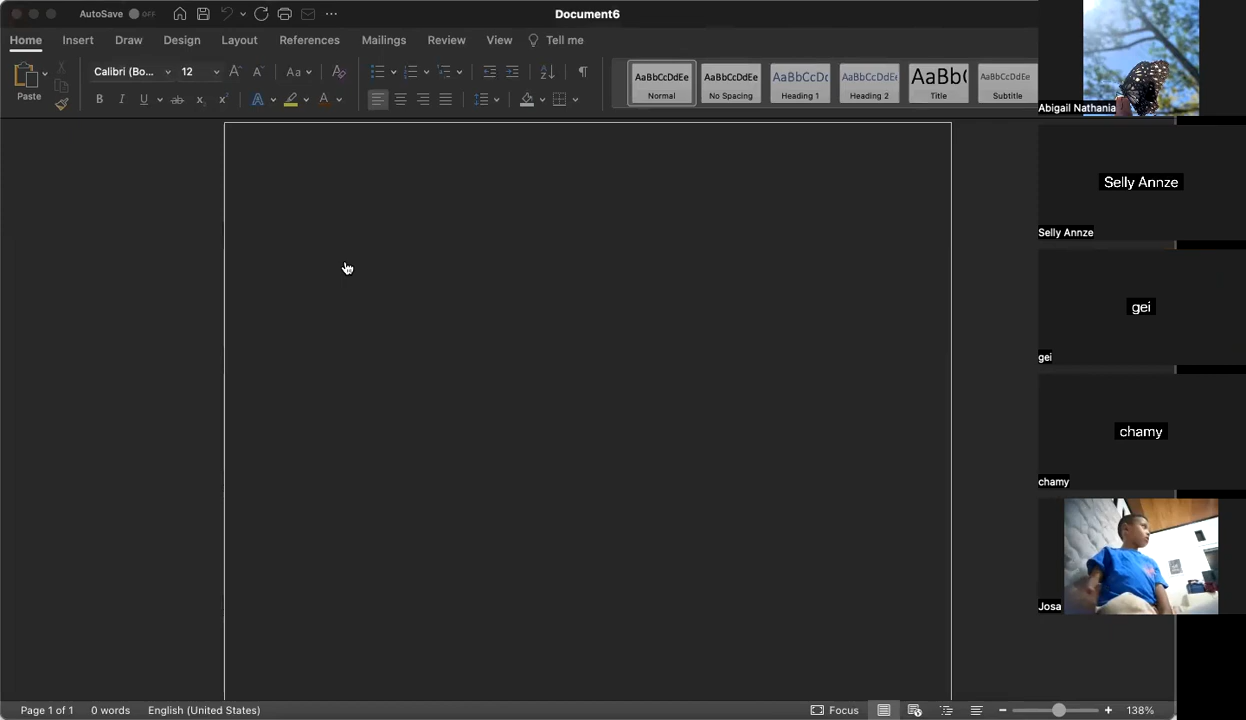 AutoSave OFF
Document6
Home Insert Draw Design Layout References Mailings Review View Tell me
Paste
Calibri (Bo... 12
AaBbCcDdEe AaBbCcDdEe AaBbCcDc AaBbCcDdEe AaBb( AaBbCcDdEe
Normal No Spacing Heading 1 Heading 2 Title Subtitle
Abigail Nathania
Selly Annze
Selly Annze
gei
gei
chamy
chamy
Josa
Page 1 of 1 0 words English (United States) Focus 138%